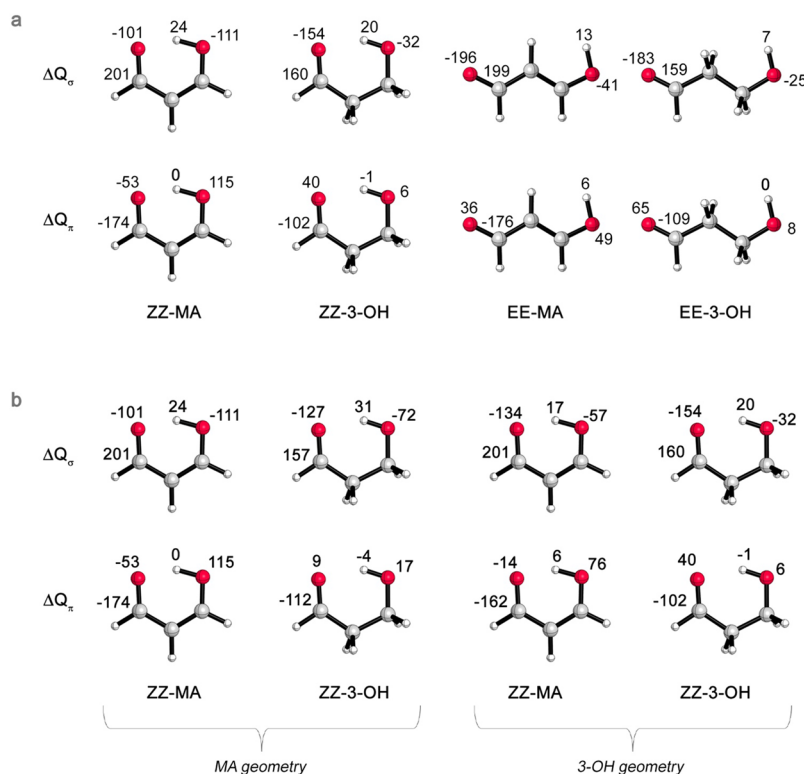 a
-101 24 -111 -154 20 -32 13 7
ΔQσ 201 160 -196 199 -41 -183 159 -25
-53 0 115 40 -1 6 6 0
ΔQπ -174 -102 36 -176 49 65 -109 8
ZZ-MA ZZ-3-OH EE-MA EE-3-OH
b
-101 24 -111 -127 31 -72 -134 17 -57 -154 20 -32
ΔQσ 201 157 201 160
-53 0 115 9 -4 17 -14 6 76 40 -1 6
ΔQπ -174 -112 -162 -102
ZZ-MA ZZ-3-OH ZZ-MA ZZ-3-OH
MA geometry 3-OH geometry